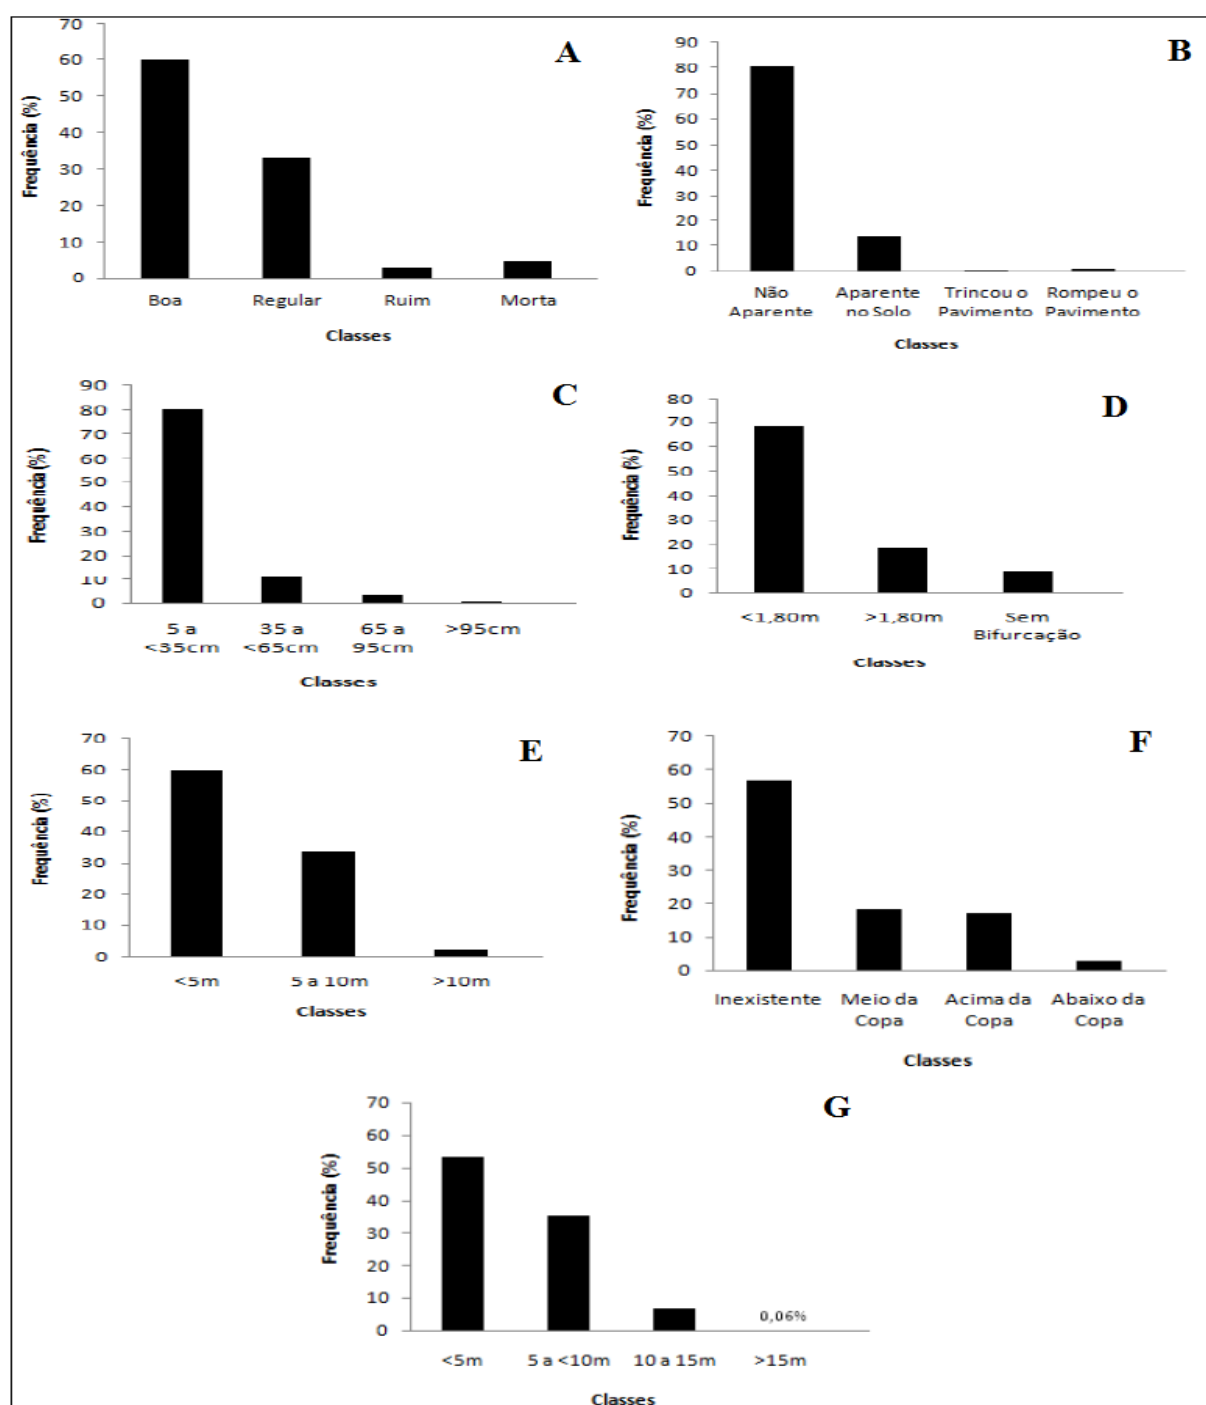 A
Frequência (%)
70
60
50
40
30
20
10
0
Boa Regular Ruim Morta
Classes
B
Frequência (%)
90
80
70
60
50
40
30
20
10
0
Não Aparente Trincou o Rompeu o
Aparente no Solo Pavimento Pavimento
Classes
C
Frequência (%)
90
80
70
60
50
40
30
20
10
0
5 a 35 a 65 a >95cm
<35cm <65cm 95cm
Classes
D
Frequência (%)
80
70
60
50
40
30
20
10
0
<1,80m >1,80m Sem
Bifurcação
Classes
E
Frequência (%)
70
60
50
40
30
20
10
0
<5m 5 a 10m >10m
Classes
F
Frequência (%)
70
60
50
40
30
20
10
0
Inexistente Meio da Acima da Abaixo da
Copa Copa Copa
Classes
G
Frequência (%)
70
60
50
40
30
20
10
0
0,06%
<5m 5 a <10m 10 a 15m >15m
Classes